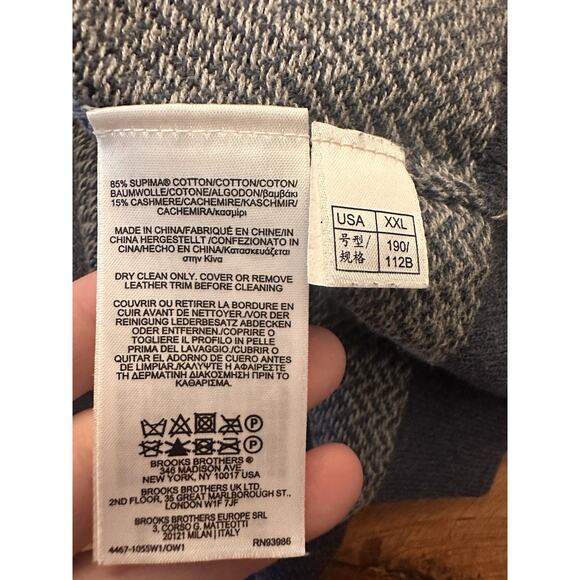 85% SUPIMA® COTTON/COTTON/COTON/
BAUMWOLLE/COTONE/ALGODON/βαμβάκι
15% CASHMERE/CACHEMIRE/KASCHMIR/
CACHEMIRA/κασμίρι
MADE IN CHINA/FABRIQUÉ EN CHINE/IN
CHINA HERGESTELLT /CONFEZIONATO IN
CINA/HECHO EN CHINA/Κατασκευάζεται
στην Κίνα
DRY CLEAN ONLY. COVER OR REMOVE
LEATHER TRIM BEFORE CLEANING
COUVRIR OU RETIRER LA BORDURE EN
CUIR AVANT DE NETTOYER./VOR DER
REINIGUNG LEDERBESATZ ABDECKEN
ODER ENTFERNEN./COPRIRE O
TOGLIERE IL PROFILO IN PELLE
PRIMA DEL LAVAGGIO./CUBRIR O
QUITAR EL ADORNO DE CUERO ANTES
DE LIMPIAR./ΚΑΛΥΨΤΕ Η ΑΦΑΙΡΕΣΤΕ
ΤΗ ΔΕΡΜΑΤΙΝΗ ΔΙΑΚΟΣΜΗΣΗ ΠΡΙΝ ΤΟ
ΚΑΘΑΡΙΣΜΑ.
BROOKS BROTHERS®
346 MADISON AVE,
NEW YORK, NY 10017 USA
BROOKS BROTHERS UK LTD.
2ND FLOOR, 35 GREAT MARLBOROUGH ST.,
LONDON W1F 7JF
BROOKS BROTHERS EUROPE SRL
3, CORSO G. MATTEOTTI
20121 MILAN | ITALY
4467-1055W1/OW1 RN93986
USA XXL
号型/ 190/
规格 112B